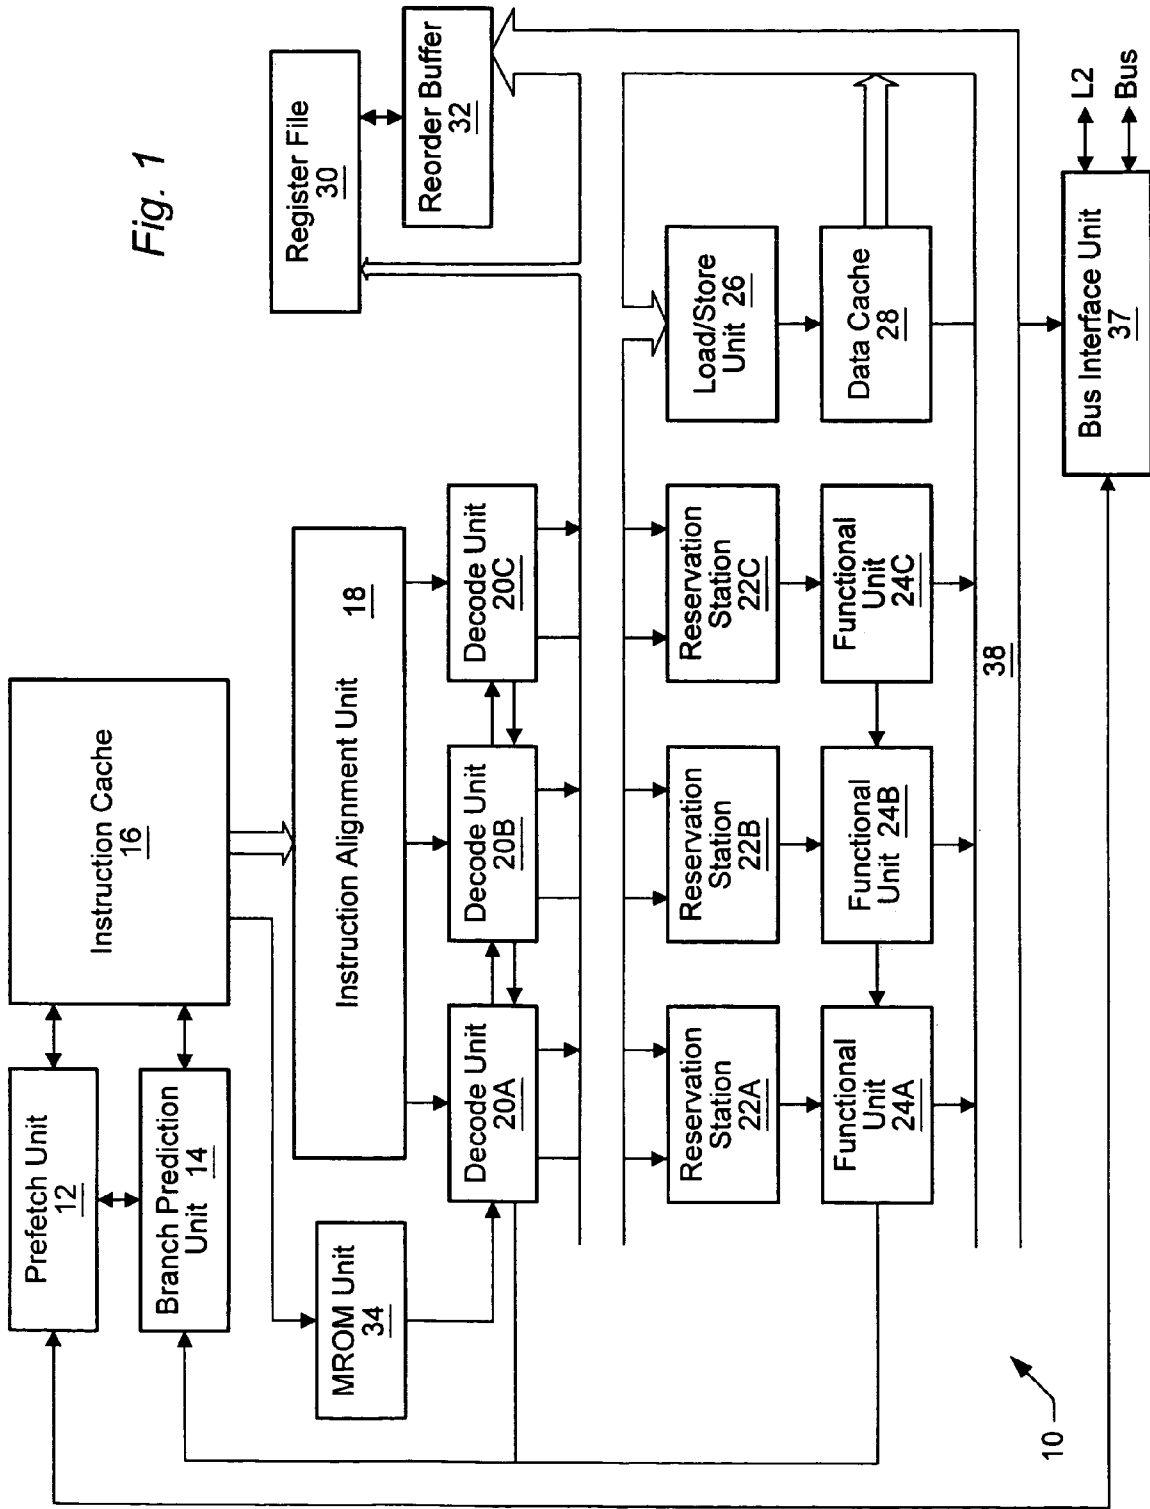 Fig. 1
Prefetch Unit
12
Branch Prediction
Unit 14
Instruction Cache
16
Register File
30
Reorder Buffer
32
MROM Unit
34
Instruction Alignment Unit
18
Decode Unit
20A
Decode Unit
20B
Decode Unit
20C
Reservation
Station
22A
Reservation
Station
22B
Reservation
Station
22C
Load/Store
Unit 26
Functional
Unit
24A
Functional
Unit 24B
Functional
Unit
24C
Data Cache
28
38
Bus Interface Unit
37
L2
Bus
10